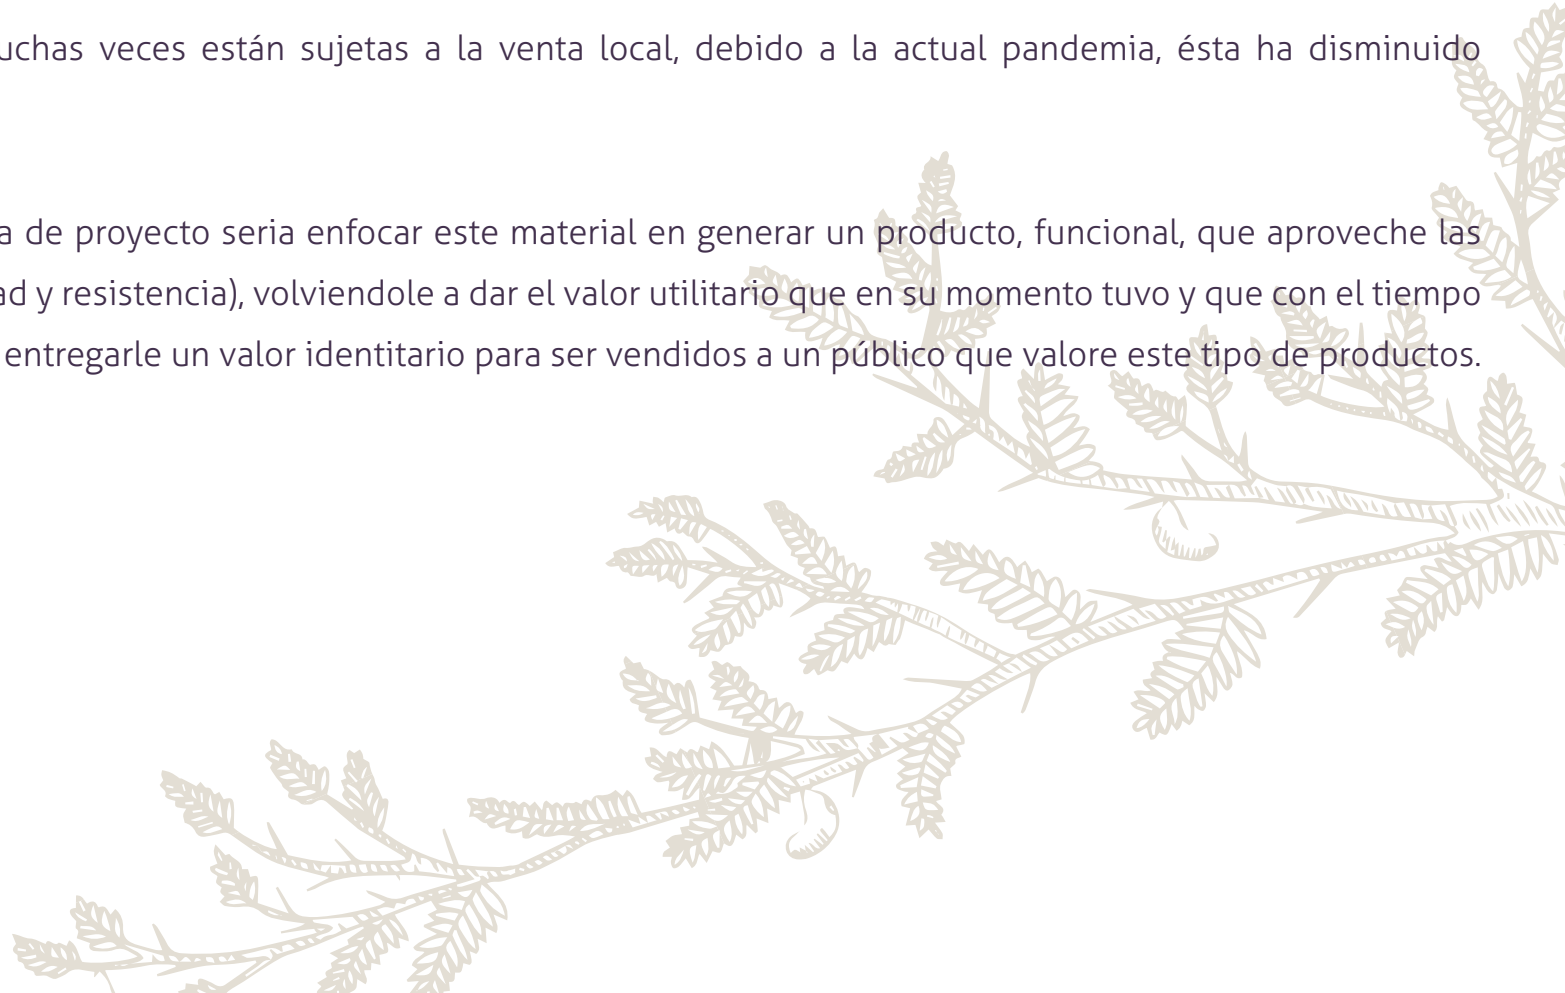 uchas veces están sujetas a la venta local, debido a la actual pandemia, ésta ha disminuido
a de proyecto seria enfocar este material en generar un producto, funcional, que aproveche las
ad y resistencia), volviendole a dar el valor utilitario que en su momento tuvo y que con el tiempo
entregarle un valor identitario para ser vendidos a un público que valore este tipo de productos.